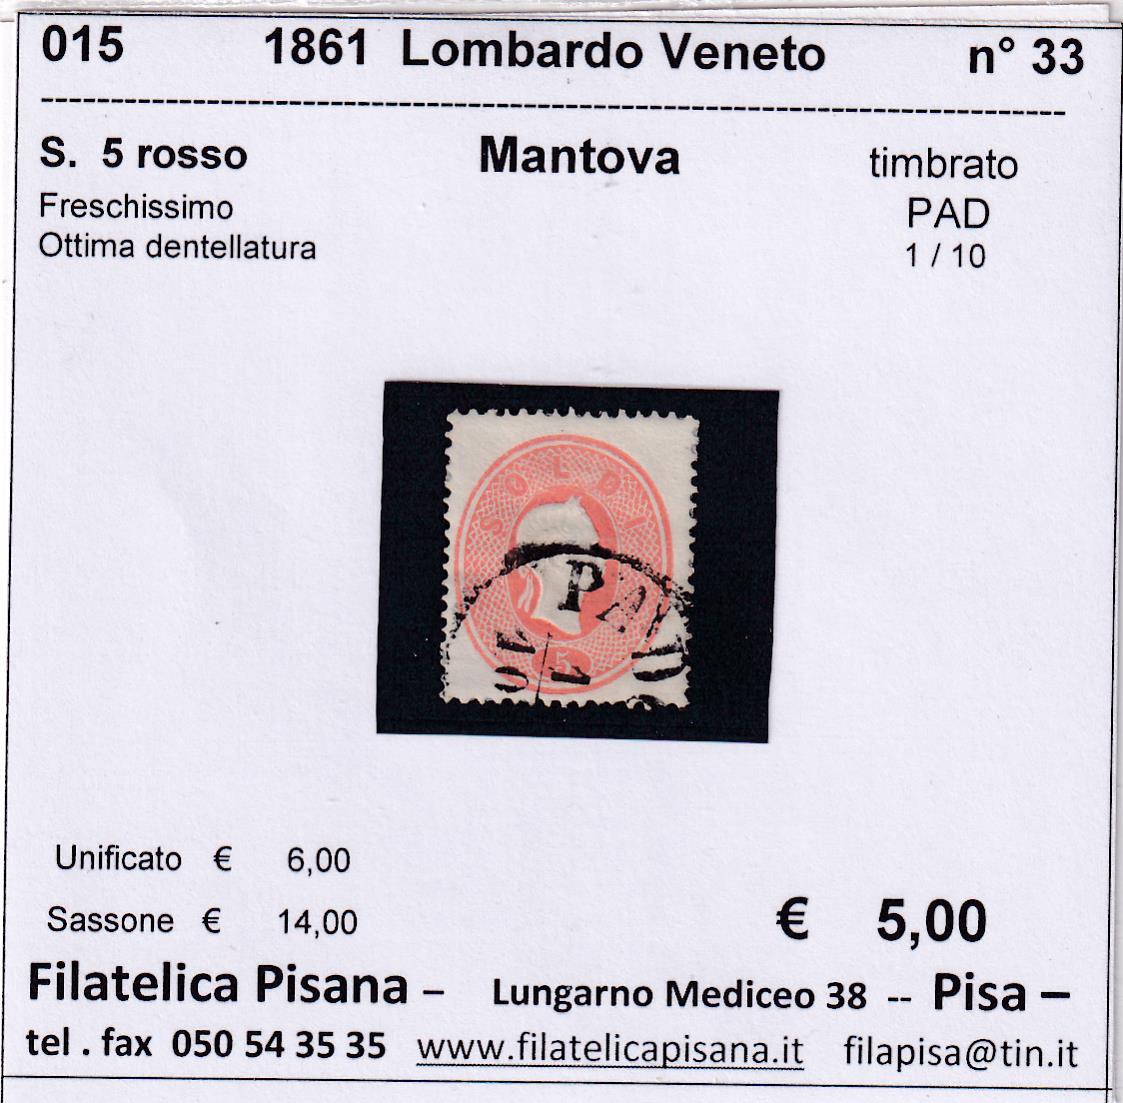 015 1861 Lombardo Veneto n° 33
S. 5 rosso Mantova timbrato
Freschissimo PAD
Ottima dentellatura 1 / 10
SOLDI
PA
5
Unificato € 6,00
Sassone € 14,00
€ 5,00
Filatelica Pisana – Lungarno Mediceo 38 -- Pisa –
tel . fax 050 54 35 35 www.filatelicapisana.it filapisa@tin.it